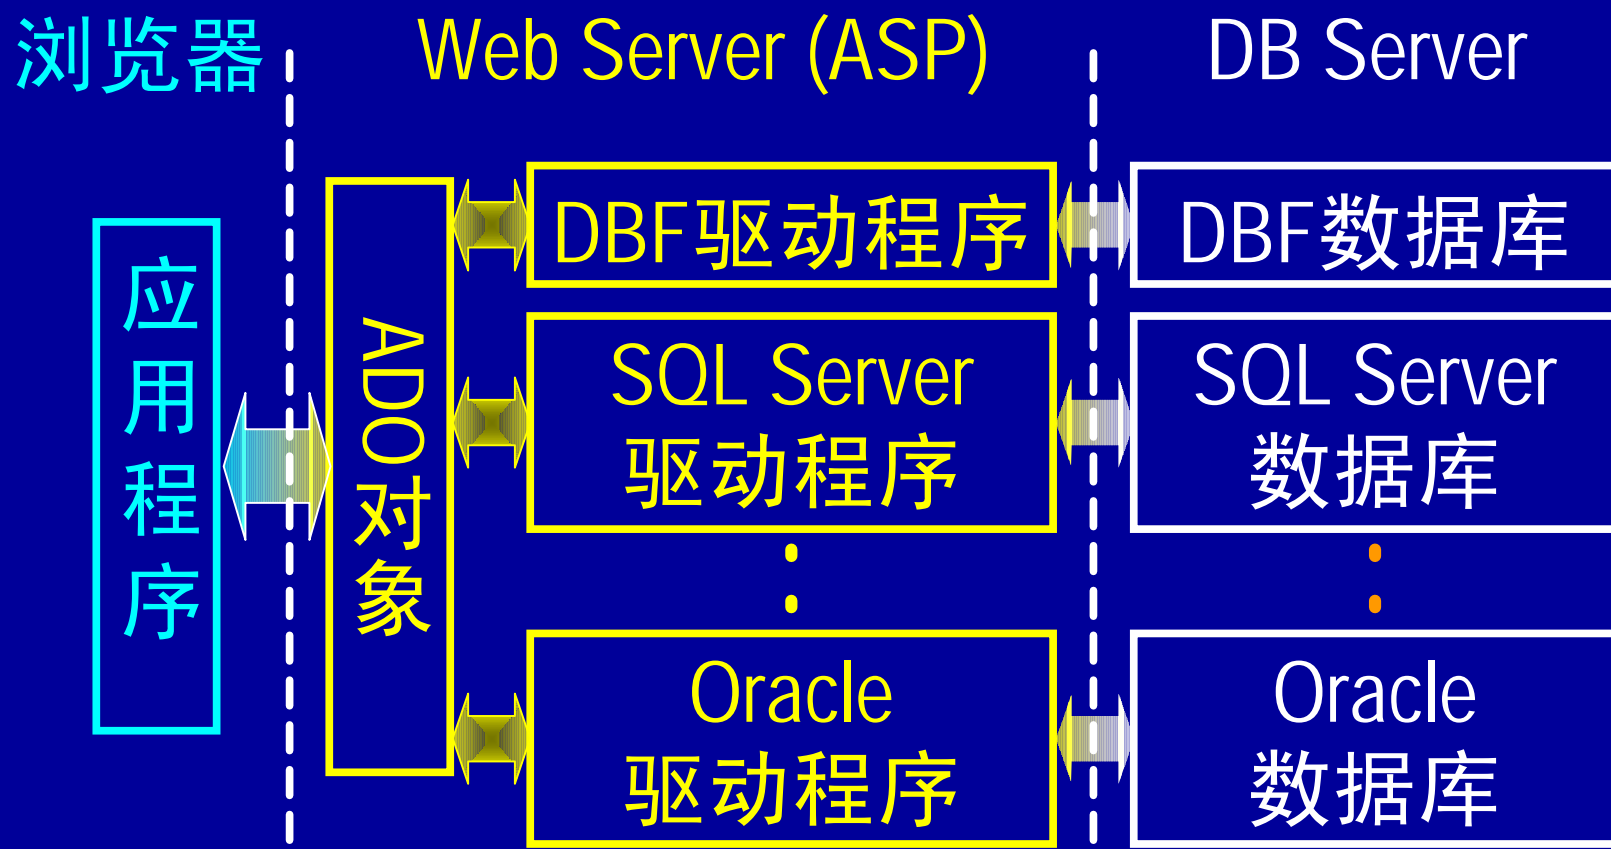 浏览器
Web Server (ASP)
DB Server
应用程序
ADO对象
DBF驱动程序
DBF数据库
SQL Server
驱动程序
SQL Server
数据库
Oracle
驱动程序
Oracle
数据库